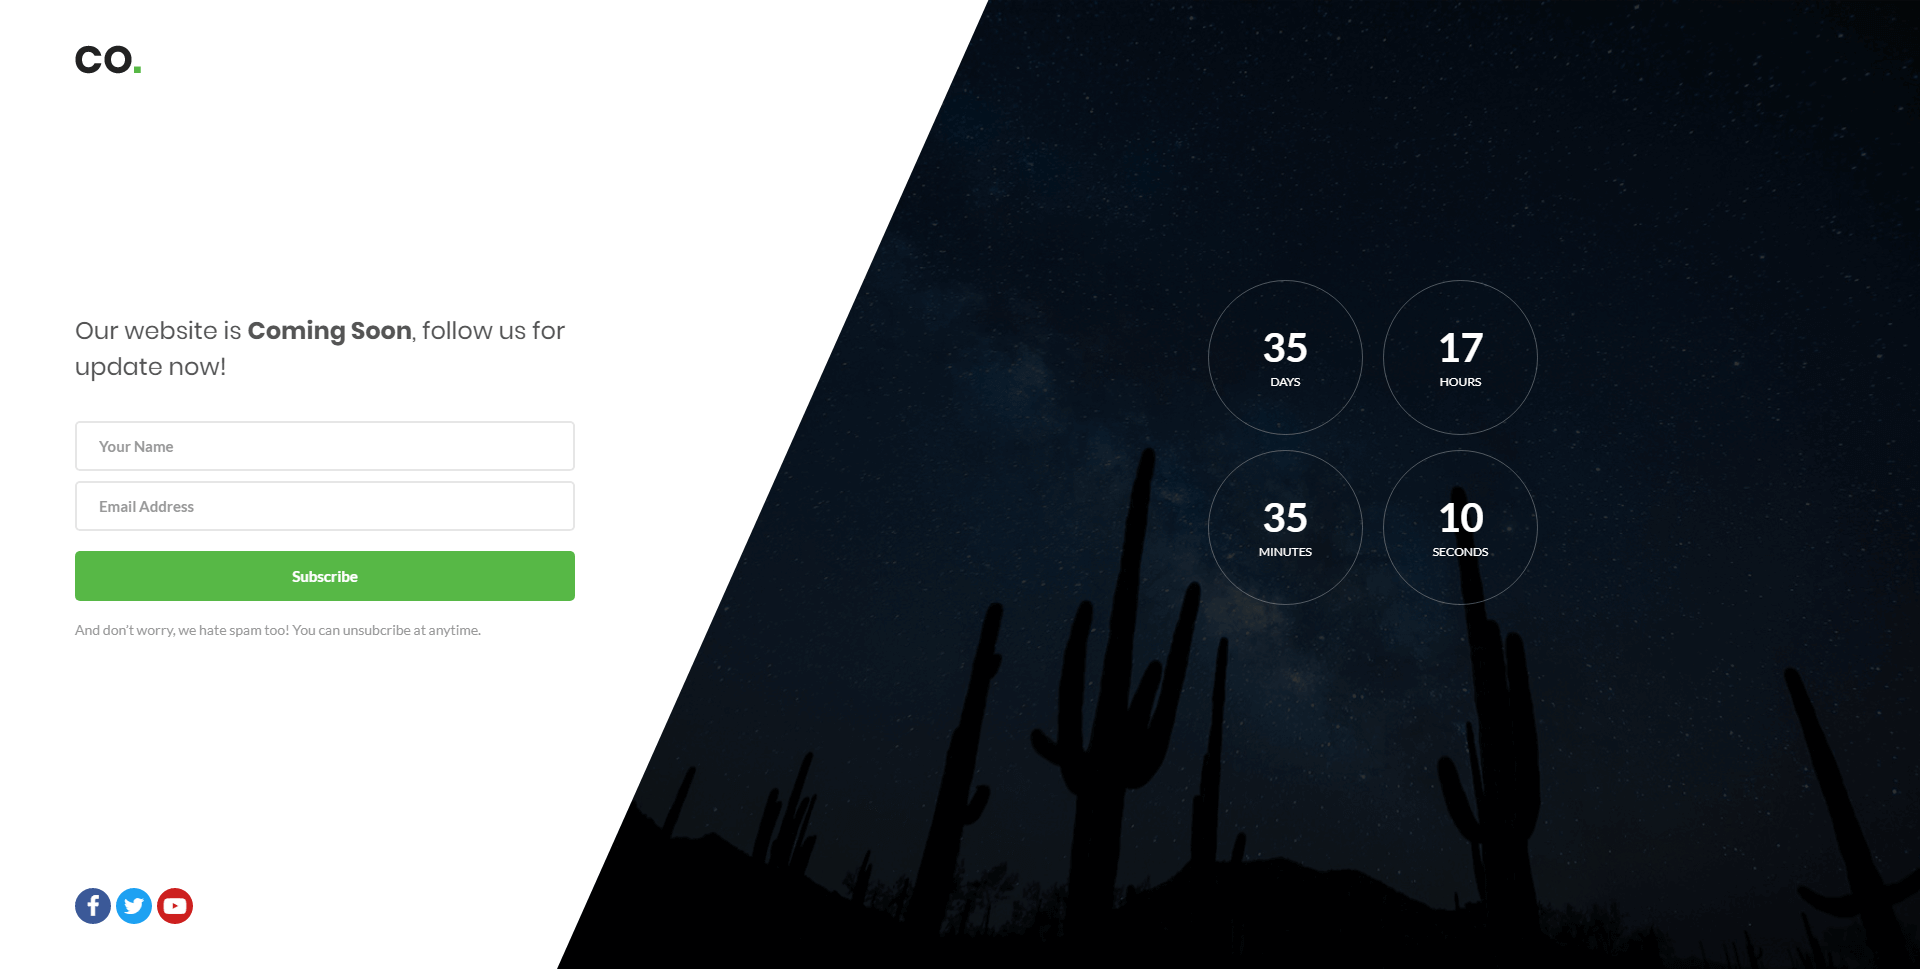 CO.
Our website is Coming Soon, follow us for
update now!
Your Name
Email Address
Subscribe
And don't worry, we hate spam too! You can unsubcribe at anytime.
35
DAYS
17
HOURS
35
MINUTES
10
SECONDS